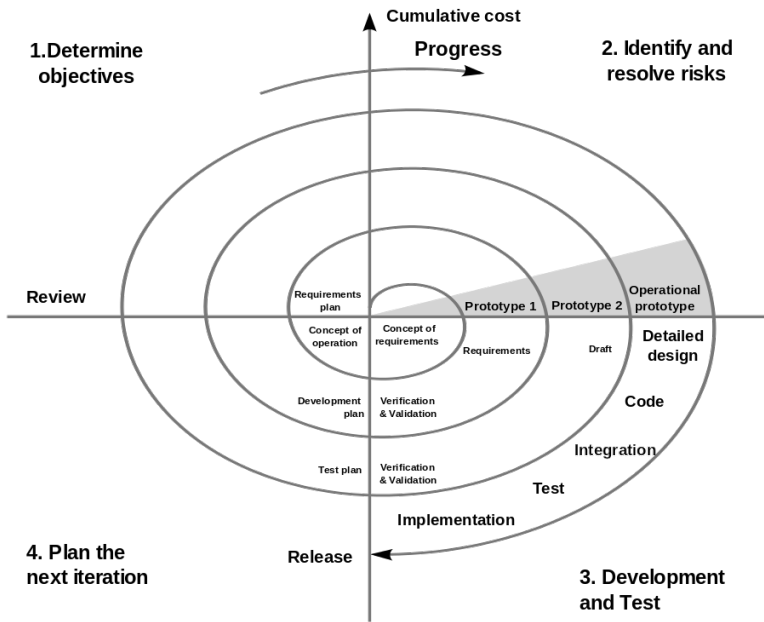 Cumulative cost
1.Determine
objectives
Progress
2. Identify and
resolve risks
Review
Requirements
plan
Prototype 1
Prototype 2
Operational
prototype
Concept of
operation
Concept of
requirements
Requirements
Draft
Detailed
design
Development
plan
Verification
& Validation
Code
Test plan
Verification
& Validation
Integration
Test
Implementation
4. Plan the
next iteration
Release
3. Development
and Test